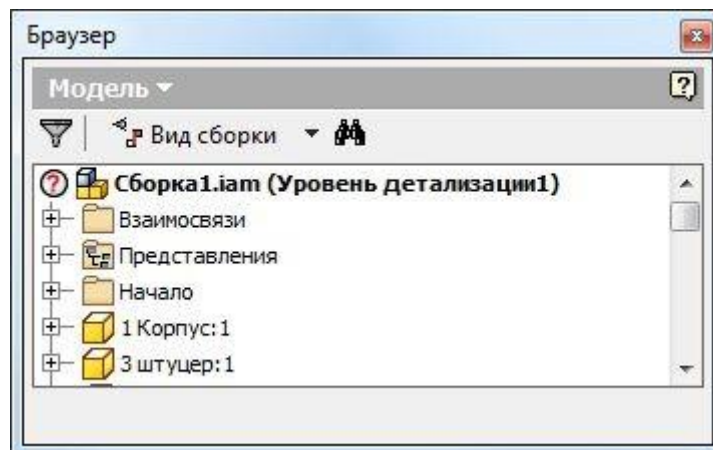 Браузер
Модель
Вид сборки
Сборка1.iam (Уровень детализации1)
Взаимосвязи
Представления
Начало
1 Корпус:1
3 штуцер:1